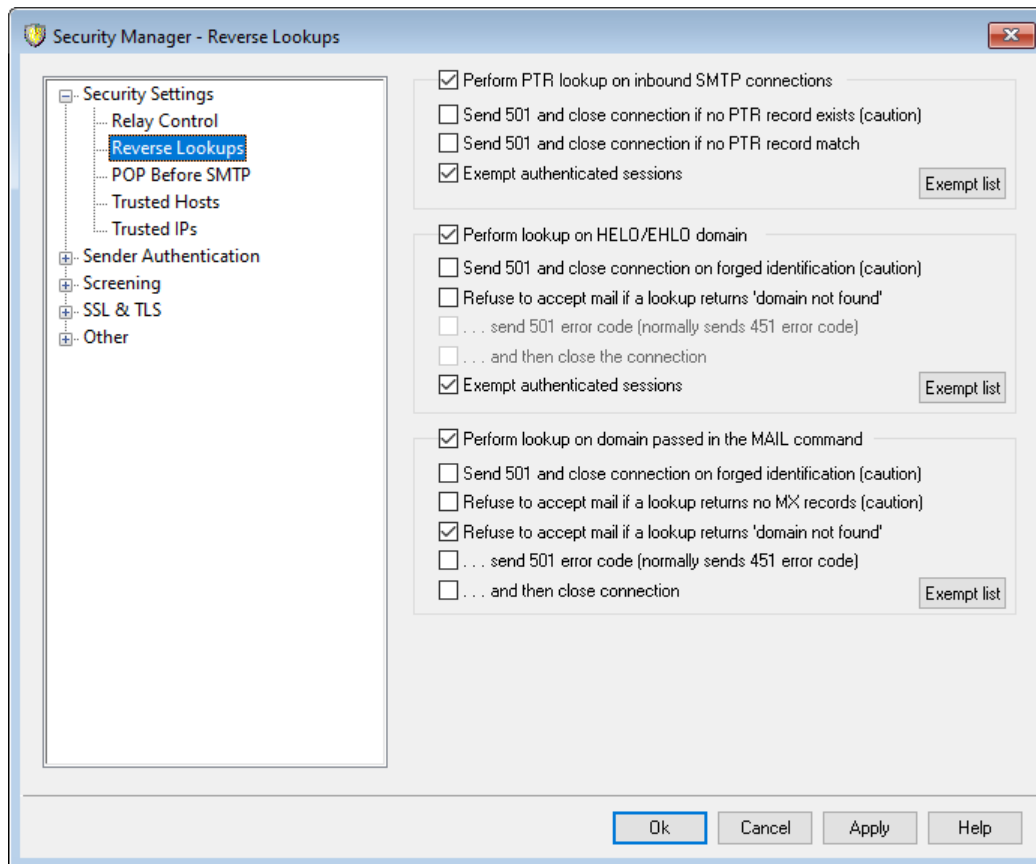 Security Manager - Reverse Lookups
Security Settings
Relay Control
Reverse Lookups
POP Before SMTP
Trusted Hosts
Trusted IPs
Sender Authentication
Screening
SSL & TLS
Other
Perform PTR lookup on inbound SMTP connections
Send 501 and close connection if no PTR record exists (caution)
Send 501 and close connection if no PTR record match
Exempt authenticated sessions
Exempt list
Perform lookup on HELO/EHLO domain
Send 501 and close connection on forged identification (caution)
Refuse to accept mail if a lookup returns 'domain not found'
. . . send 501 error code (normally sends 451 error code)
. . . and then close the connection
Exempt authenticated sessions
Exempt list
Perform lookup on domain passed in the MAIL command
Send 501 and close connection on forged identification (caution)
Refuse to accept mail if a lookup returns no MX records (caution)
Refuse to accept mail if a lookup returns 'domain not found'
. . . send 501 error code (normally sends 451 error code)
. . . and then close connection
Exempt list
Ok Cancel Apply Help